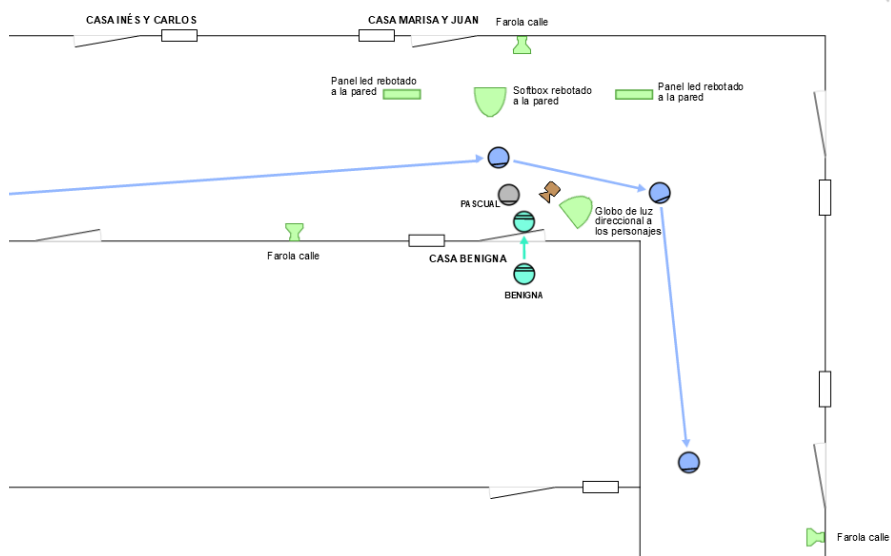 CASA INÉS Y CARLOS
CASA MARISA Y JUAN
Farola calle
Panel led rebotado
a la pared
Softbox rebotado
a la pared
Panel led rebotado
a la pared
PASCUAL
Globo de luz
direccional a
los personajes
Farola calle
CASA BENIGNA
BENIGNA
Farola calle